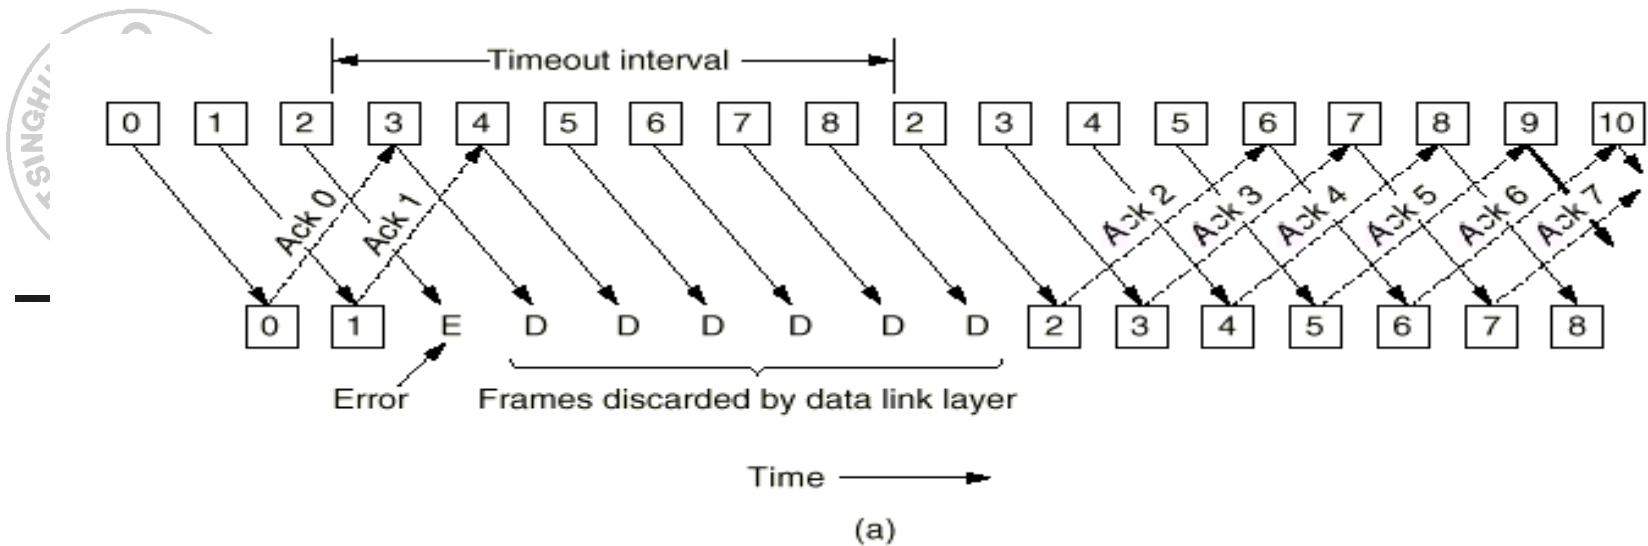 SINGHU
Timeout interval
0 1 2 3 4 5 6 7 8 2 3 4 5 6 7 8 9 10
Ack 0 Ack 1 Ack 2 Ack 3 Ack 4 Ack 5 Ack 6 Ack 7
0 1 E D D D D D D 2 3 4 5 6 7 8
Error Frames discarded by data link layer
Time
(a)